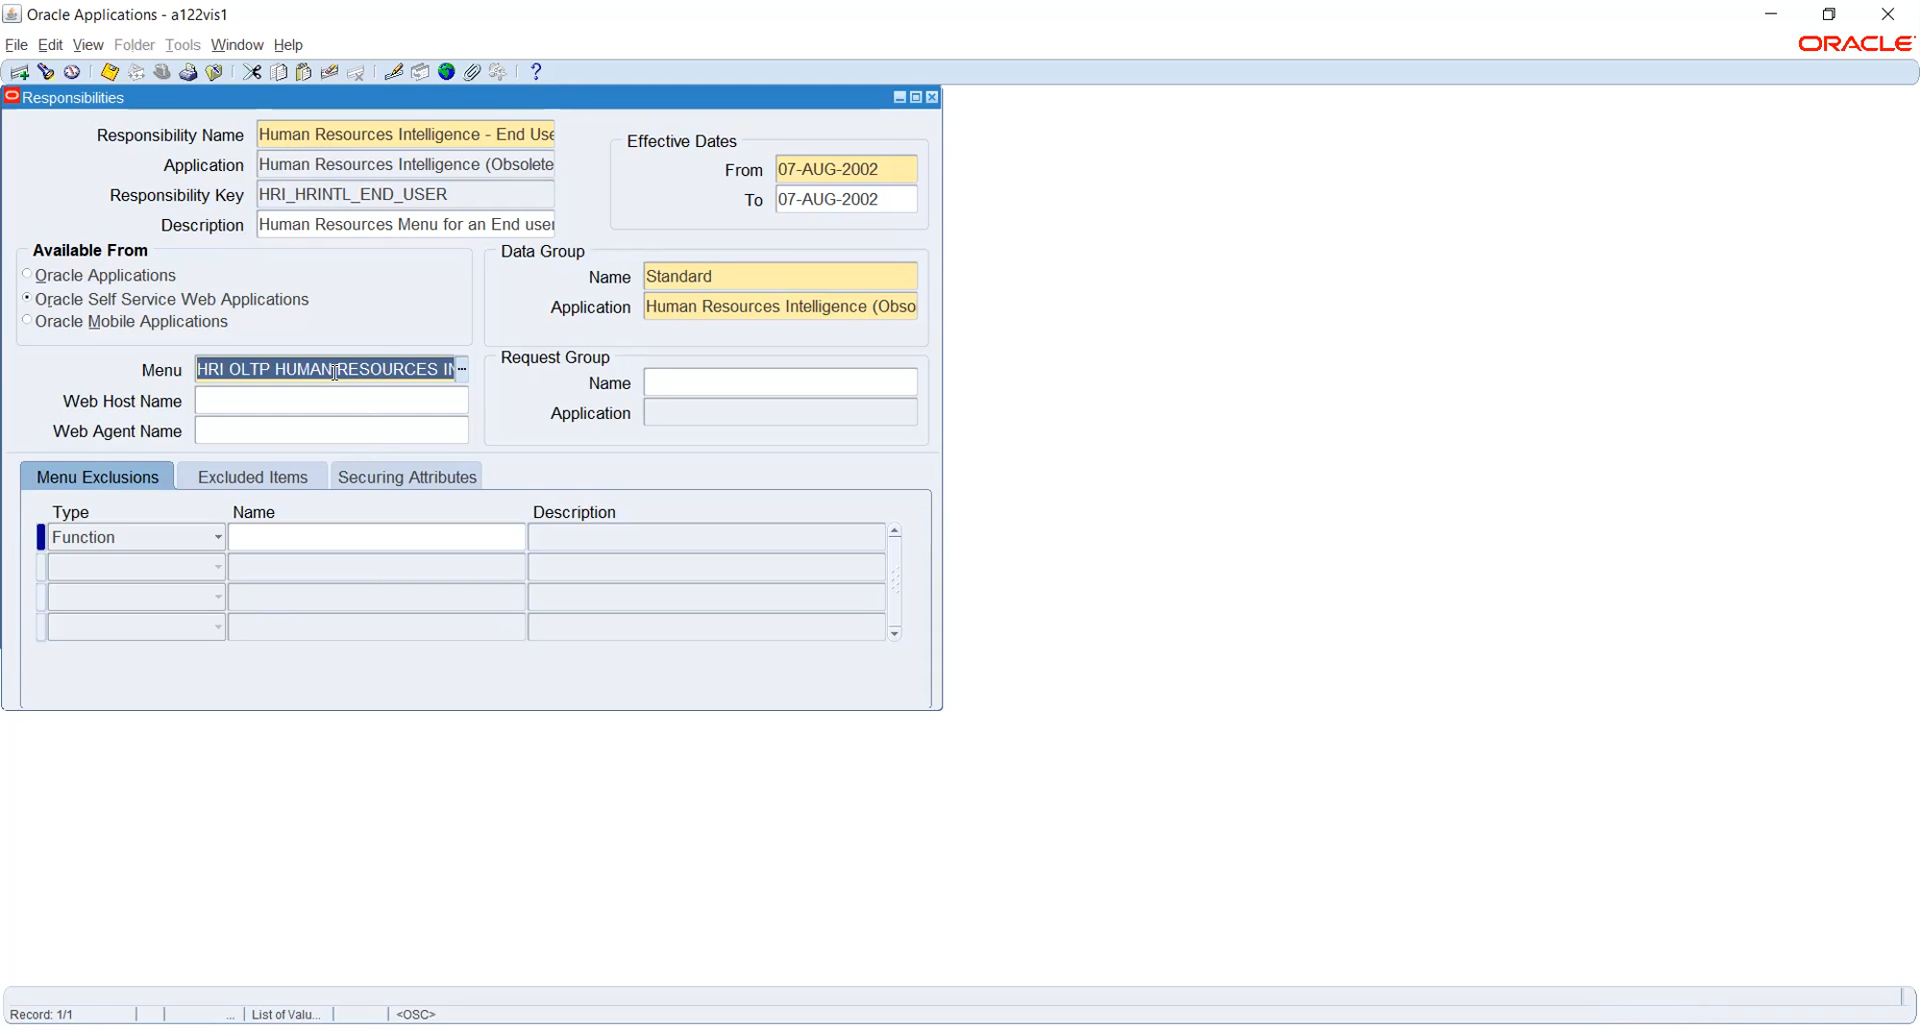 Oracle Applications - a122vis1
File Edit View Folder Tools Window Help
ORACLE
Responsibilities
Responsibility Name Human Resources Intelligence - End Use
Application Human Resources Intelligence (Obsolete
Responsibility Key HRI_HRINTL_END_USER
Description Human Resources Menu for an End user
Effective Dates
From 07-AUG-2002
To 07-AUG-2002
Available From
Oracle Applications
Oracle Self Service Web Applications
Oracle Mobile Applications
Data Group
Name Standard
Application Human Resources Intelligence (Obso
Menu HRI OLTP HUMAN RESOURCES IN
Web Host Name
Web Agent Name
Request Group
Name
Application
Menu Exclusions Excluded Items Securing Attributes
Type Name Description
Function
Record: 1/1 ... List of Valu... <OSC>